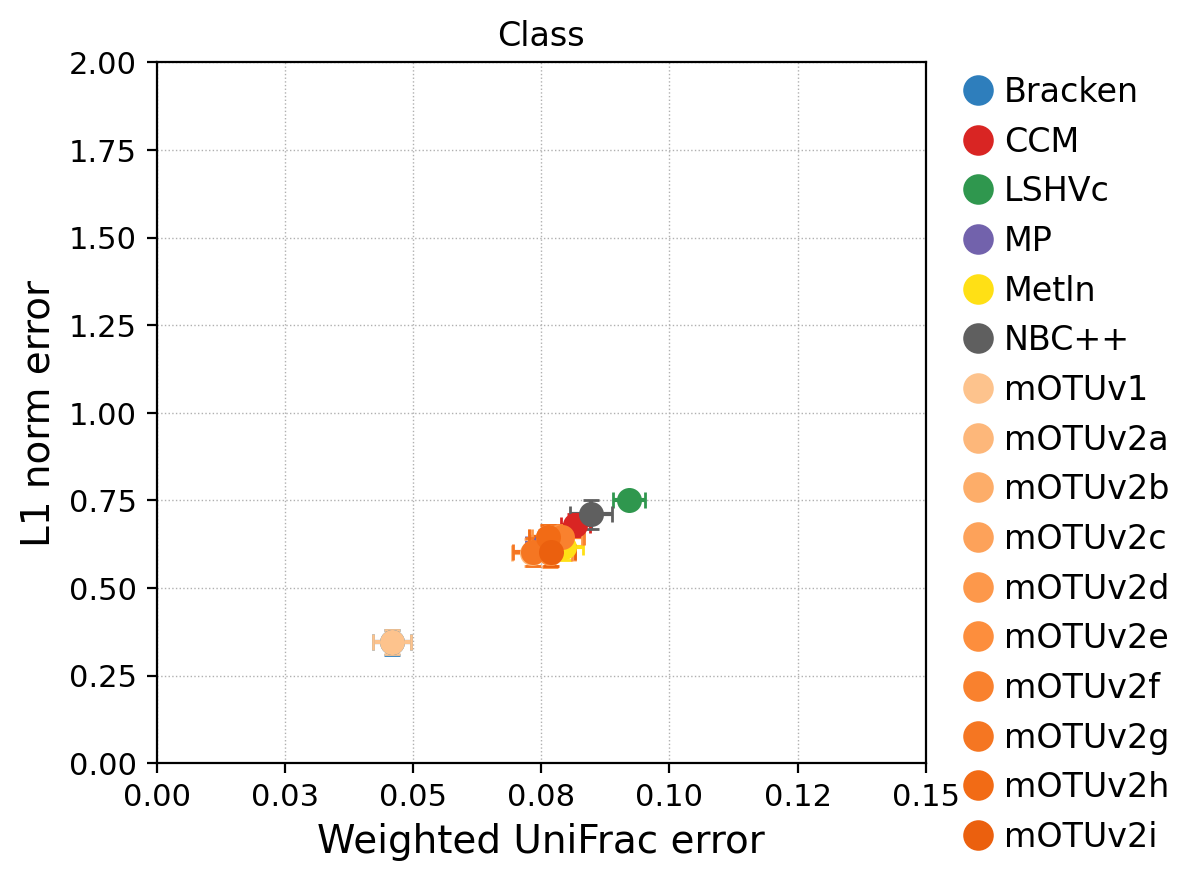 Class
L1 norm error
2.00
1.75
1.50
1.25
1.00
0.75
0.50
0.25
0.00
0.00 0.03 0.05 0.08 0.10 0.12 0.15
Weighted UniFrac error
Bracken
CCM
LSHVc
MP
Metln
NBC++
mOTUv1
mOTUv2a
mOTUv2b
mOTUv2c
mOTUv2d
mOTUv2e
mOTUv2f
mOTUv2g
mOTUv2h
mOTUv2i